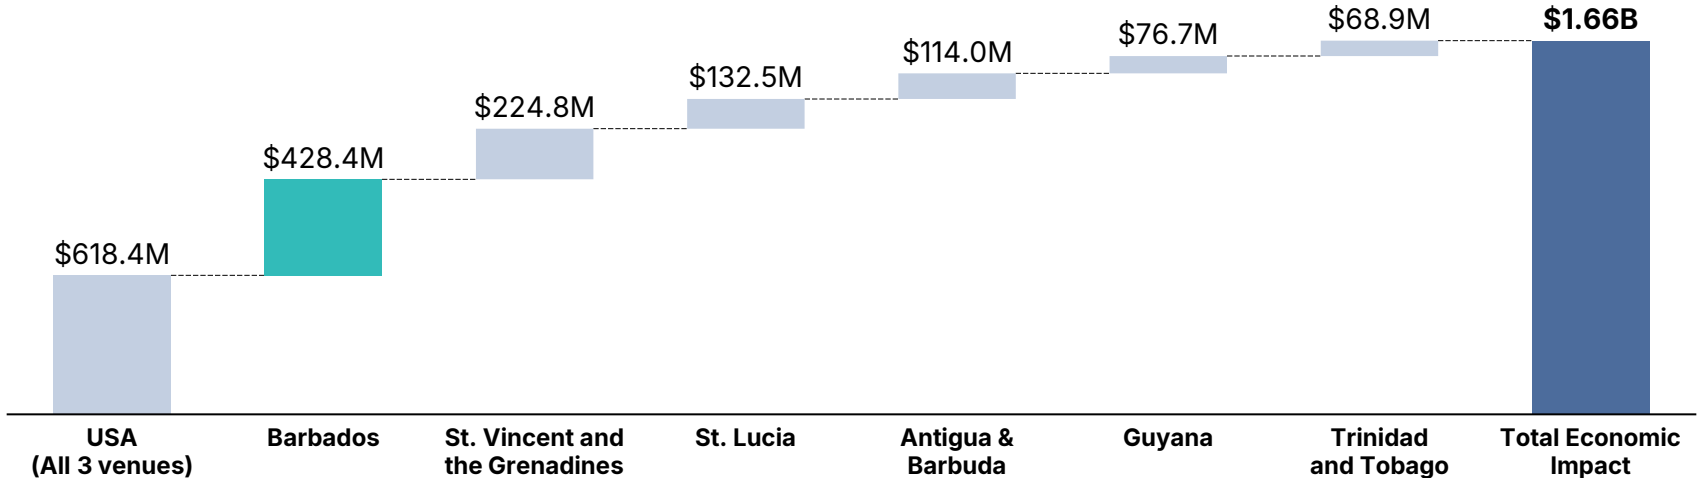 $618.4M
$428.4M
$224.8M
$132.5M
$114.0M
$76.7M
$68.9M
$1.66B
USA
(All 3 venues)
Barbados
St. Vincent and
the Grenadines
St. Lucia
Antigua &
Barbuda
Guyana
Trinidad
and Tobago
Total Economic
Impact